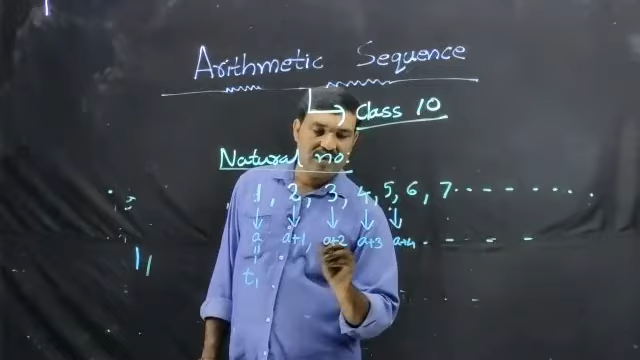 Arithmetic Sequence
Class 10
Natural no:
1, 2, 3, 4, 5, 6, 7
a a+1, a+2 a+3 a+4
t₁